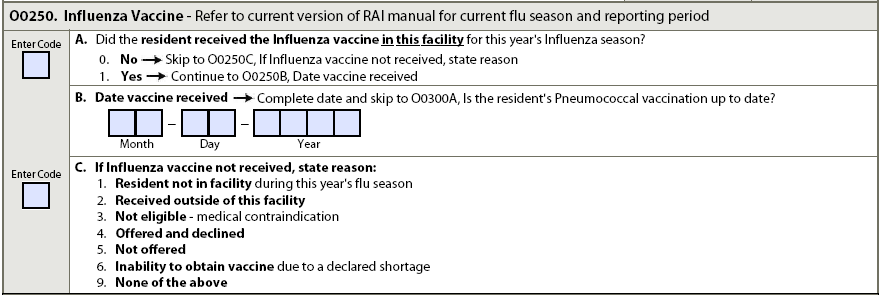 O0250. Influenza Vaccine - Refer to current version of RAI manual for current flu season and reporting period
Enter Code
A. Did the resident received the Influenza vaccine in this facility for this year's Influenza season?
0. No → Skip to O0250C, If Influenza vaccine not received, state reason
1. Yes → Continue to O0250B, Date vaccine received
B. Date vaccine received → Complete date and skip to O0300A, Is the resident's Pneumococcal vaccination up to date?
– –
Month Day Year
Enter Code
C. If Influenza vaccine not received, state reason:
1. Resident not in facility during this year's flu season
2. Received outside of this facility
3. Not eligible - medical contraindication
4. Offered and declined
5. Not offered
6. Inability to obtain vaccine due to a declared shortage
9. None of the above